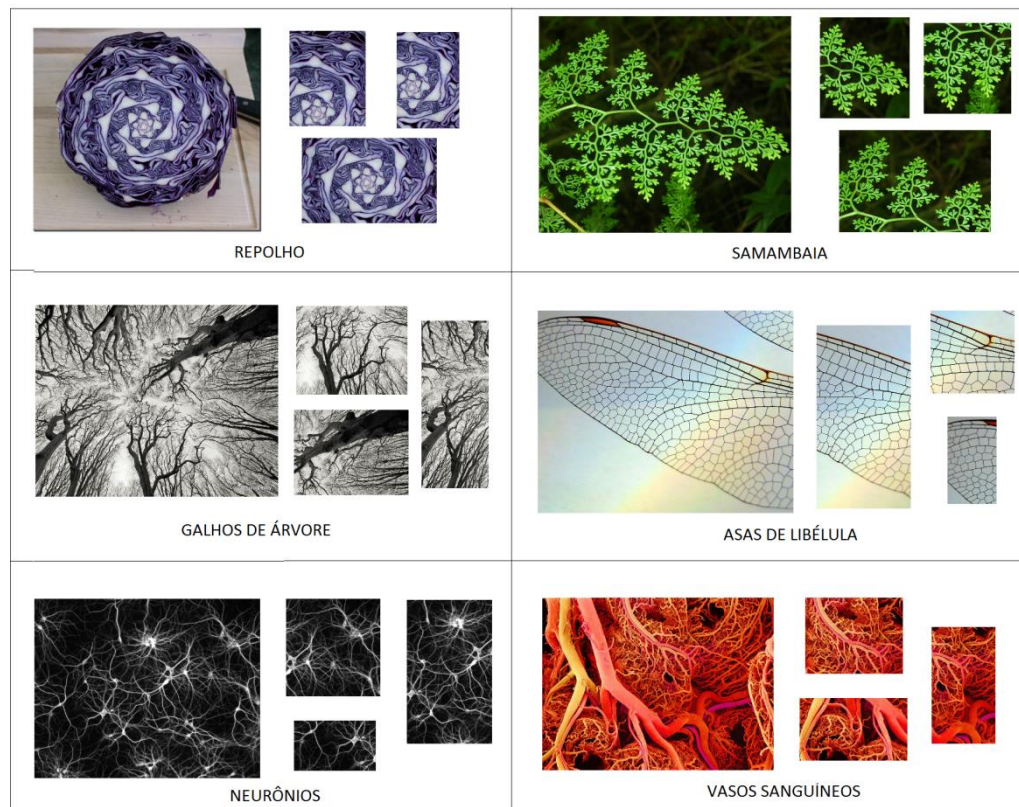 REPOLHO
SAMAMBAIA
GALHOS DE ÁRVORE
ASAS DE LIBÉLULA
NEURÔNIOS
VASOS SANGUÍNEOS